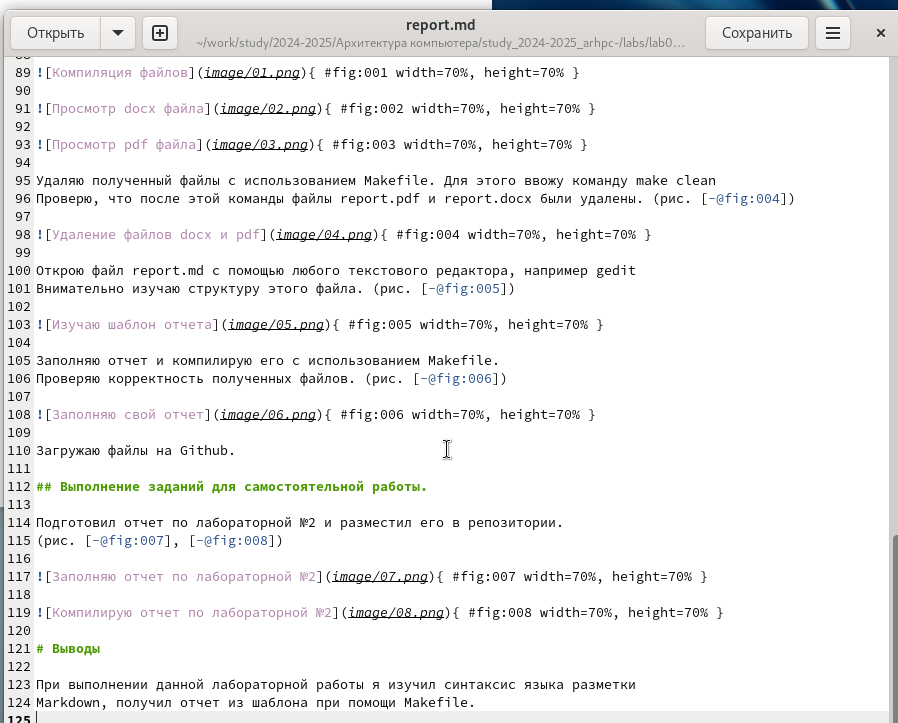 report.md
Открыть
~/work/study/2024-2025/Архитектура компьютера/study_2024-2025_arhpc-/labs/lab0…
Сохранить
89 ![Компиляция файлов](image/01.png){ #fig:001 width=70%, height=70% }
90
91 ![Просмотр docx файла](image/02.png){ #fig:002 width=70%, height=70% }
92
93 ![Просмотр pdf файла](image/03.png){ #fig:003 width=70%, height=70% }
94
95 Удаляю полученный файлы с использованием Makefile. Для этого ввожу команду make clean
96 Проверю, что после этой команды файлы report.pdf и report.docx были удалены. (рис. [-@fig:004])
97
98 ![Удаление файлов docx и pdf](image/04.png){ #fig:004 width=70%, height=70% }
99
100 Открою файл report.md с помощью любого текстового редактора, например gedit
101 Внимательно изучаю структуру этого файла. (рис. [-@fig:005])
102
103 ![Изучаю шаблон отчета](image/05.png){ #fig:005 width=70%, height=70% }
104
105 Заполняю отчет и компилирую его с использованием Makefile.
106 Проверяю корректность полученных файлов. (рис. [-@fig:006])
107
108 ![Заполняю свой отчет](image/06.png){ #fig:006 width=70%, height=70% }
109
110 Загружаю файлы на Github.
111
112 ## Выполнение заданий для самостоятельной работы.
113
114 Подготовил отчет по лабораторной №2 и разместил его в репозитории.
115 (рис. [-@fig:007], [-@fig:008])
116
117 ![Заполняю отчет по лабораторной №2](image/07.png){ #fig:007 width=70%, height=70% }
118
119 ![Компилирую отчет по лабораторной №2](image/08.png){ #fig:008 width=70%, height=70% }
120
121 # Выводы
122
123 При выполнении данной лабораторной работы я изучил синтаксис языка разметки
124 Markdown, получил отчет из шаблона при помощи Makefile.
125